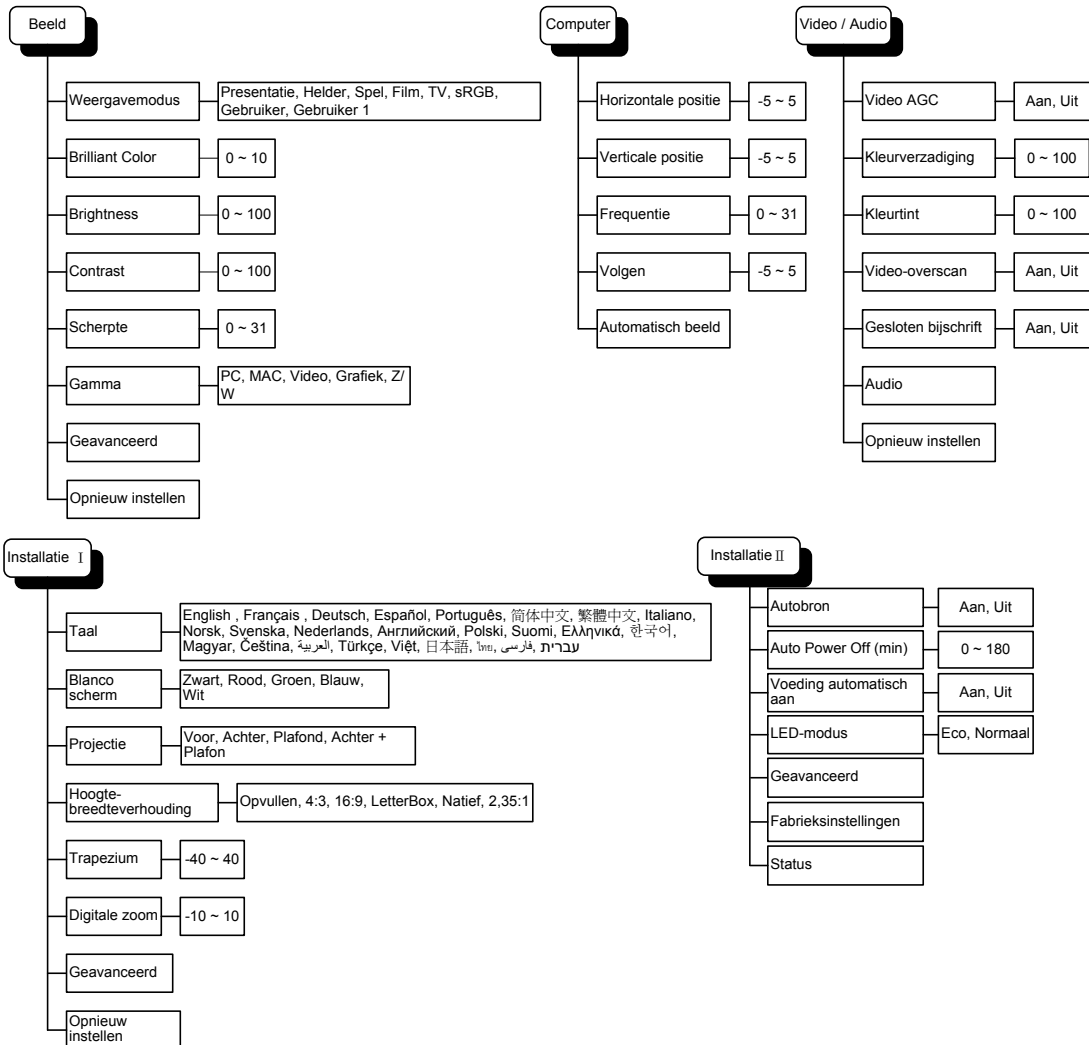 Beeld
Weergavemodus
Presentatie, Helder, Spel, Film, TV, sRGB,
Gebruiker, Gebruiker 1
Brilliant Color
0 ~ 10
Brightness
0 ~ 100
Contrast
0 ~ 100
Scherpte
0 ~ 31
Gamma
PC, MAC, Video, Grafiek, Z/
W
Geavanceerd
Opnieuw instellen
Computer
Horizontale positie
-5 ~ 5
Verticale positie
-5 ~ 5
Frequentie
0 ~ 31
Volgen
-5 ~ 5
Automatisch beeld
Video / Audio
Video AGC
Aan, Uit
Kleurverzadiging
0 ~ 100
Kleurtint
0 ~ 100
Video-overscan
Aan, Uit
Gesloten bijschrift
Aan, Uit
Audio
Opnieuw instellen
Installatie I
Taal
English , Français , Deutsch, Español, Português, 简体中文, 繁體中文, Italiano,
Norsk, Svenska, Nederlands, Английский, Polski, Suomi, Ελληνικά, 한국어,
Magyar, Čeština, العربية, Türkçe, Việt, 日本語, ไทย, فارسی, עברית
Blanco
scherm
Zwart, Rood, Groen, Blauw,
Wit
Projectie
Voor, Achter, Plafond, Achter +
Plafon
Hoogte-
breedteverhouding
Opvullen, 4:3, 16:9, LetterBox, Natief, 2,35:1
Trapezium
-40 ~ 40
Digitale zoom
-10 ~ 10
Geavanceerd
Opnieuw
instellen
Installatie II
Autobron
Aan, Uit
Auto Power Off (min)
0 ~ 180
Voeding automatisch
aan
Aan, Uit
LED-modus
Eco, Normaal
Geavanceerd
Fabrieksinstellingen
Status